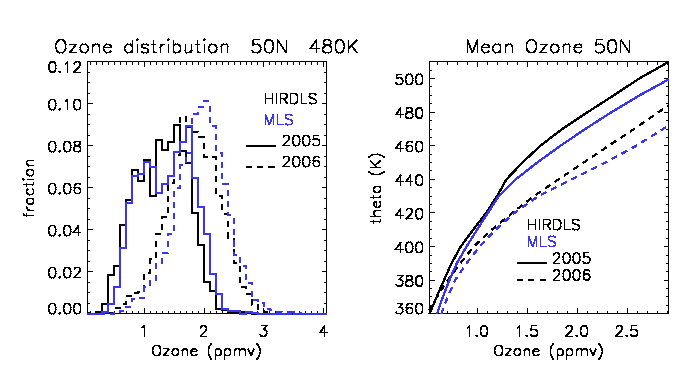 Ozone distribution 50N 480K
0.12
0.10
0.08
0.06
0.04
0.02
0.00
fraction
HIRDLS
MLS
2005
2006
1
2
3
4
Ozone (ppmv)
Mean Ozone 50N
500
480
460
440
420
400
380
360
theta (K)
HIRDLS
MLS
2005
2006
1.0
1.5
2.0
2.5
Ozone (ppmv)